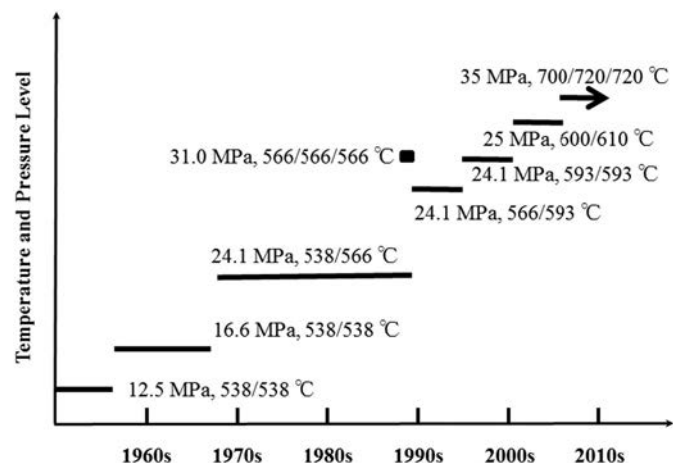 Temperature and Pressure Level
35 MPa, 700/720/720 ℃
25 MPa, 600/610 ℃
31.0 MPa, 566/566/566 ℃
24.1 MPa, 593/593 ℃
24.1 MPa, 566/593 ℃
24.1 MPa, 538/566 ℃
16.6 MPa, 538/538 ℃
12.5 MPa, 538/538 ℃
1960s 1970s 1980s 1990s 2000s 2010s